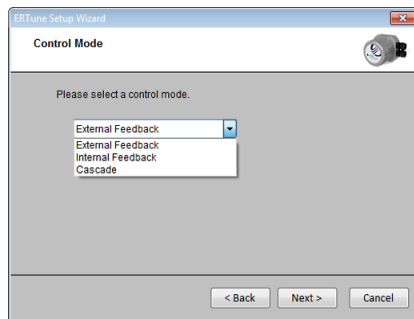 ERTune Setup Wizard
Control Mode
Please select a control mode.
External Feedback
External Feedback
Internal Feedback
Cascade
< Back
Next >
Cancel